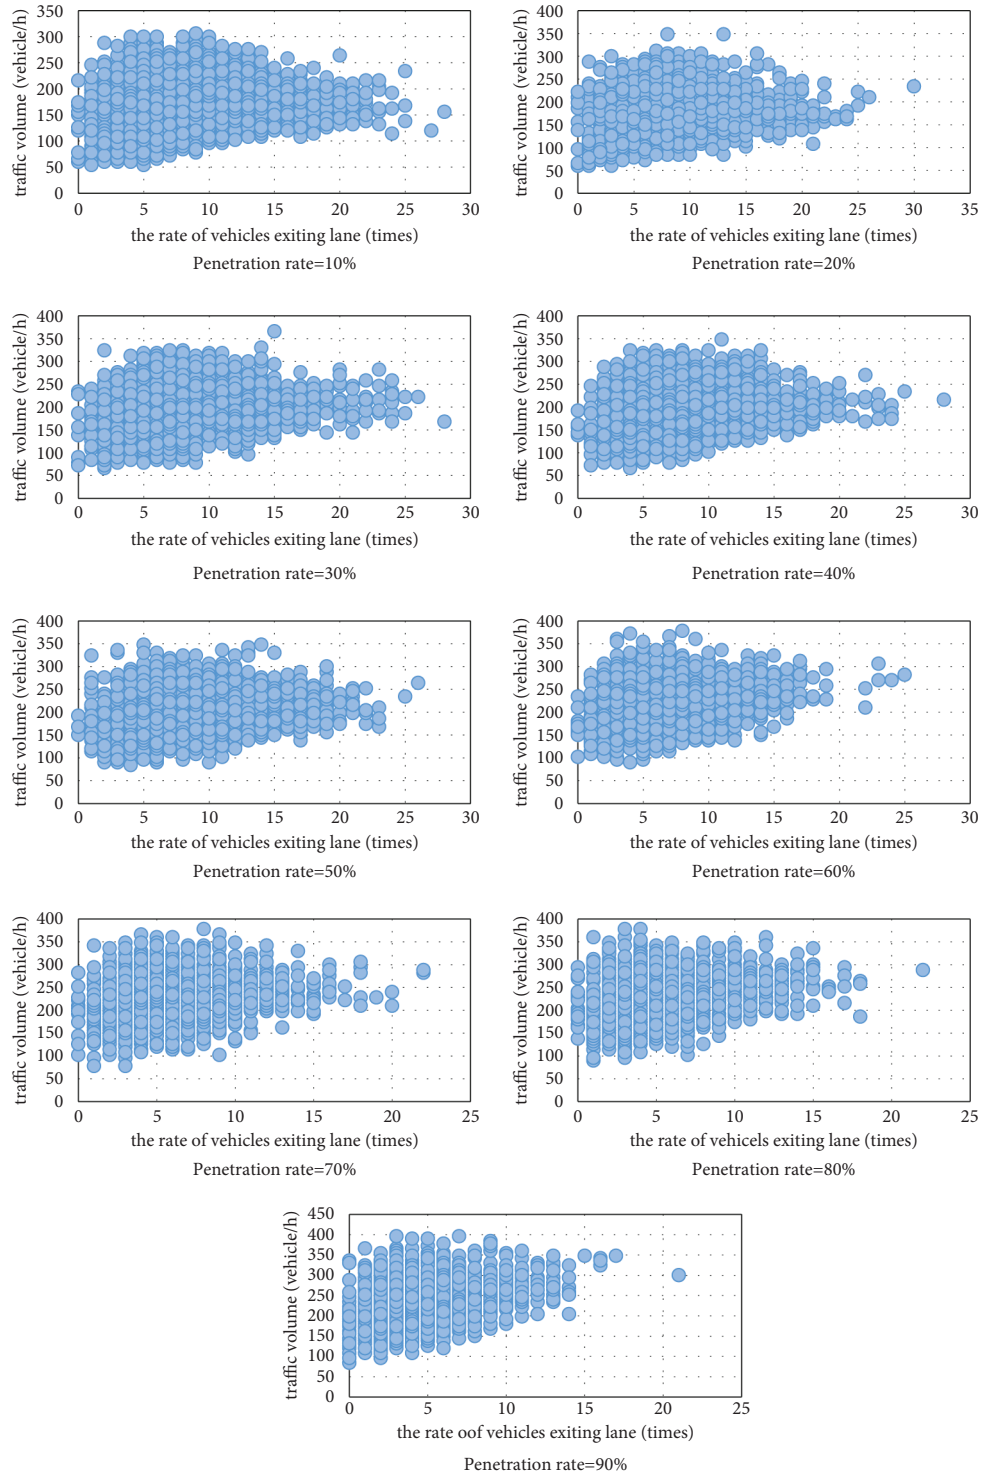 traffic volume (vehicle/h)
350
300
250
200
150
100
50
0
0 5 10 15 20 25 30
the rate of vehicles exiting lane (times)
Penetration rate=10%
traffic volume (vehicle/h)
400
350
300
250
200
150
100
50
0
0 5 10 15 20 25 30 35
the rate of vehicles exiting lane (times)
Penetration rate=20%
traffic volume (vehicle/h)
400
350
300
250
200
150
100
50
0
0 5 10 15 20 25 30
the rate of vehicles exiting lane (times)
Penetration rate=30%
traffic volume (vehicle/h)
400
350
300
250
200
150
100
50
0
0 5 10 15 20 25 30
the rate of vehicles exiting lane (times)
Penetration rate=40%
traffic volume (vehicle/h)
400
350
300
250
200
150
100
50
0
0 5 10 15 20 25 30
the rate of vehicles exiting lane (times)
Penetration rate=50%
traffic volume (vehicle/h)
400
350
300
250
200
150
100
50
0
0 5 10 15 20 25 30
the rate of vehicles exiting lane (times)
Penetration rate=60%
traffic volume (vehicle/h)
400
350
300
250
200
150
100
50
0
0 5 10 15 20 25
the rate of vehicles exiting lane (times)
Penetration rate=70%
traffic volume (vehicle/h)
400
350
300
250
200
150
100
50
0
0 5 10 15 20 25
the rate of vehicels exiting lane (times)
Penetration rate=80%
traffic volume (vehicle/h)
450
400
350
300
250
200
150
100
50
0
0 5 10 15 20 25
the rate oof vehicles exiting lane (times)
Penetration rate=90%